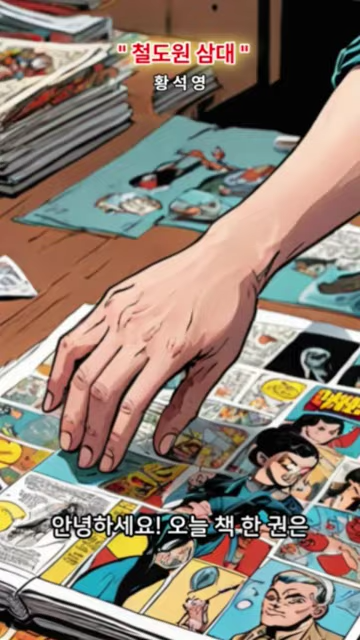 " 철도원 삼대 "
황석영
안녕하세요! 오늘 책 한 권은